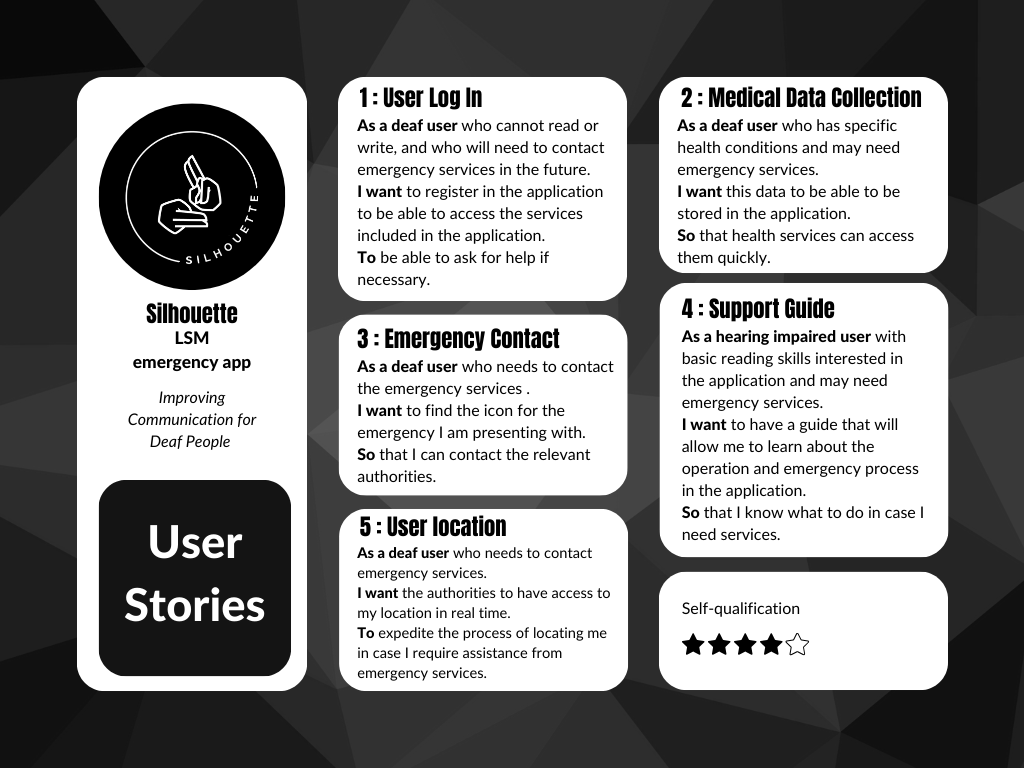 SILHOUETTE
Silhouette
LSM
emergency app
Improving
Communication for
Deaf People
User
Stories
1 : User Log In
As a deaf user who cannot read or
write, and who will need to contact
emergency services in the future.
I want to register in the application
to be able to access the services
included in the application.
To be able to ask for help if
necessary.
2 : Medical Data Collection
As a deaf user who has specific
health conditions and may need
emergency services.
I want this data to be able to be
stored in the application.
So that health services can access
them quickly.
3 : Emergency Contact
As a deaf user who needs to contact
the emergency services .
I want to find the icon for the
emergency I am presenting with.
So that I can contact the relevant
authorities.
4 : Support Guide
As a hearing impaired user with
basic reading skills interested in
the application and may need
emergency services.
I want to have a guide that will
allow me to learn about the
operation and emergency process
in the application.
So that I know what to do in case I
need services.
5 : User location
As a deaf user who needs to contact
emergency services.
I want the authorities to have access to
my location in real time.
To expedite the process of locating me
in case I require assistance from
emergency services.
Self-qualification